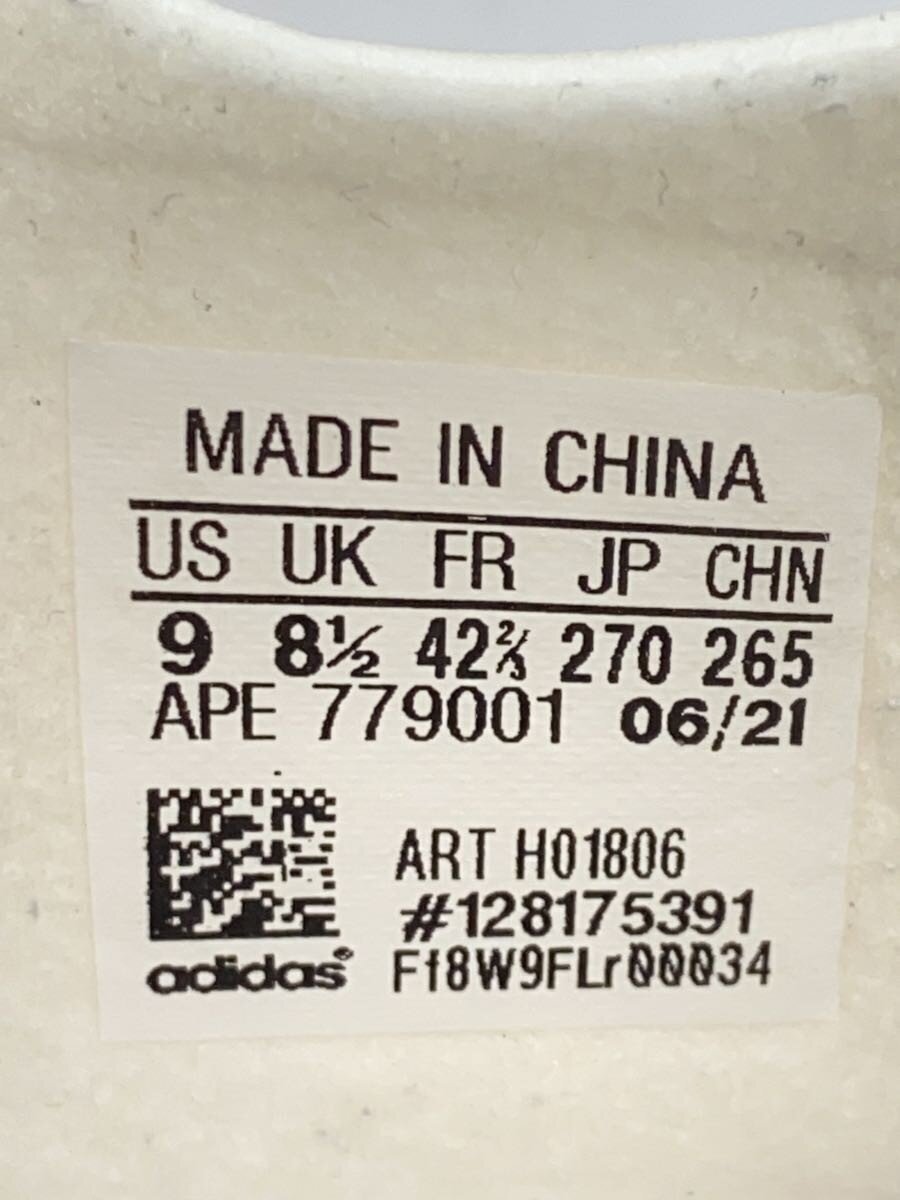 MADE IN CHINA
US UK FR JP CHN
9 8½ 42⅔ 270 265
APE 779001 06/21
ART H01806
#128175391
adidas® Ff8W9FLr00034